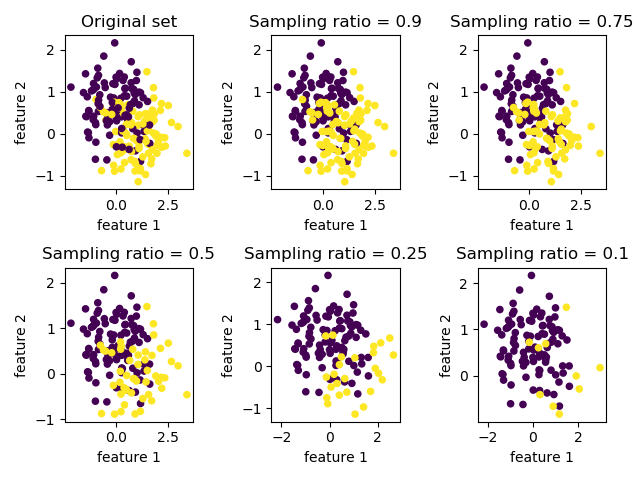 Original set
Sampling ratio = 0.9
Sampling ratio = 0.75
2
1
0
−1
feature 2
0.0
2.5
feature 1
2
1
0
−1
feature 2
0.0
2.5
feature 1
2
1
0
−1
feature 2
0.0
2.5
feature 1
Sampling ratio = 0.5
Sampling ratio = 0.25
Sampling ratio = 0.1
2
1
0
−1
feature 2
0.0
2.5
feature 1
2
1
0
−1
feature 2
−2
0
2
feature 1
2
1
0
feature 2
−2
0
2
feature 1